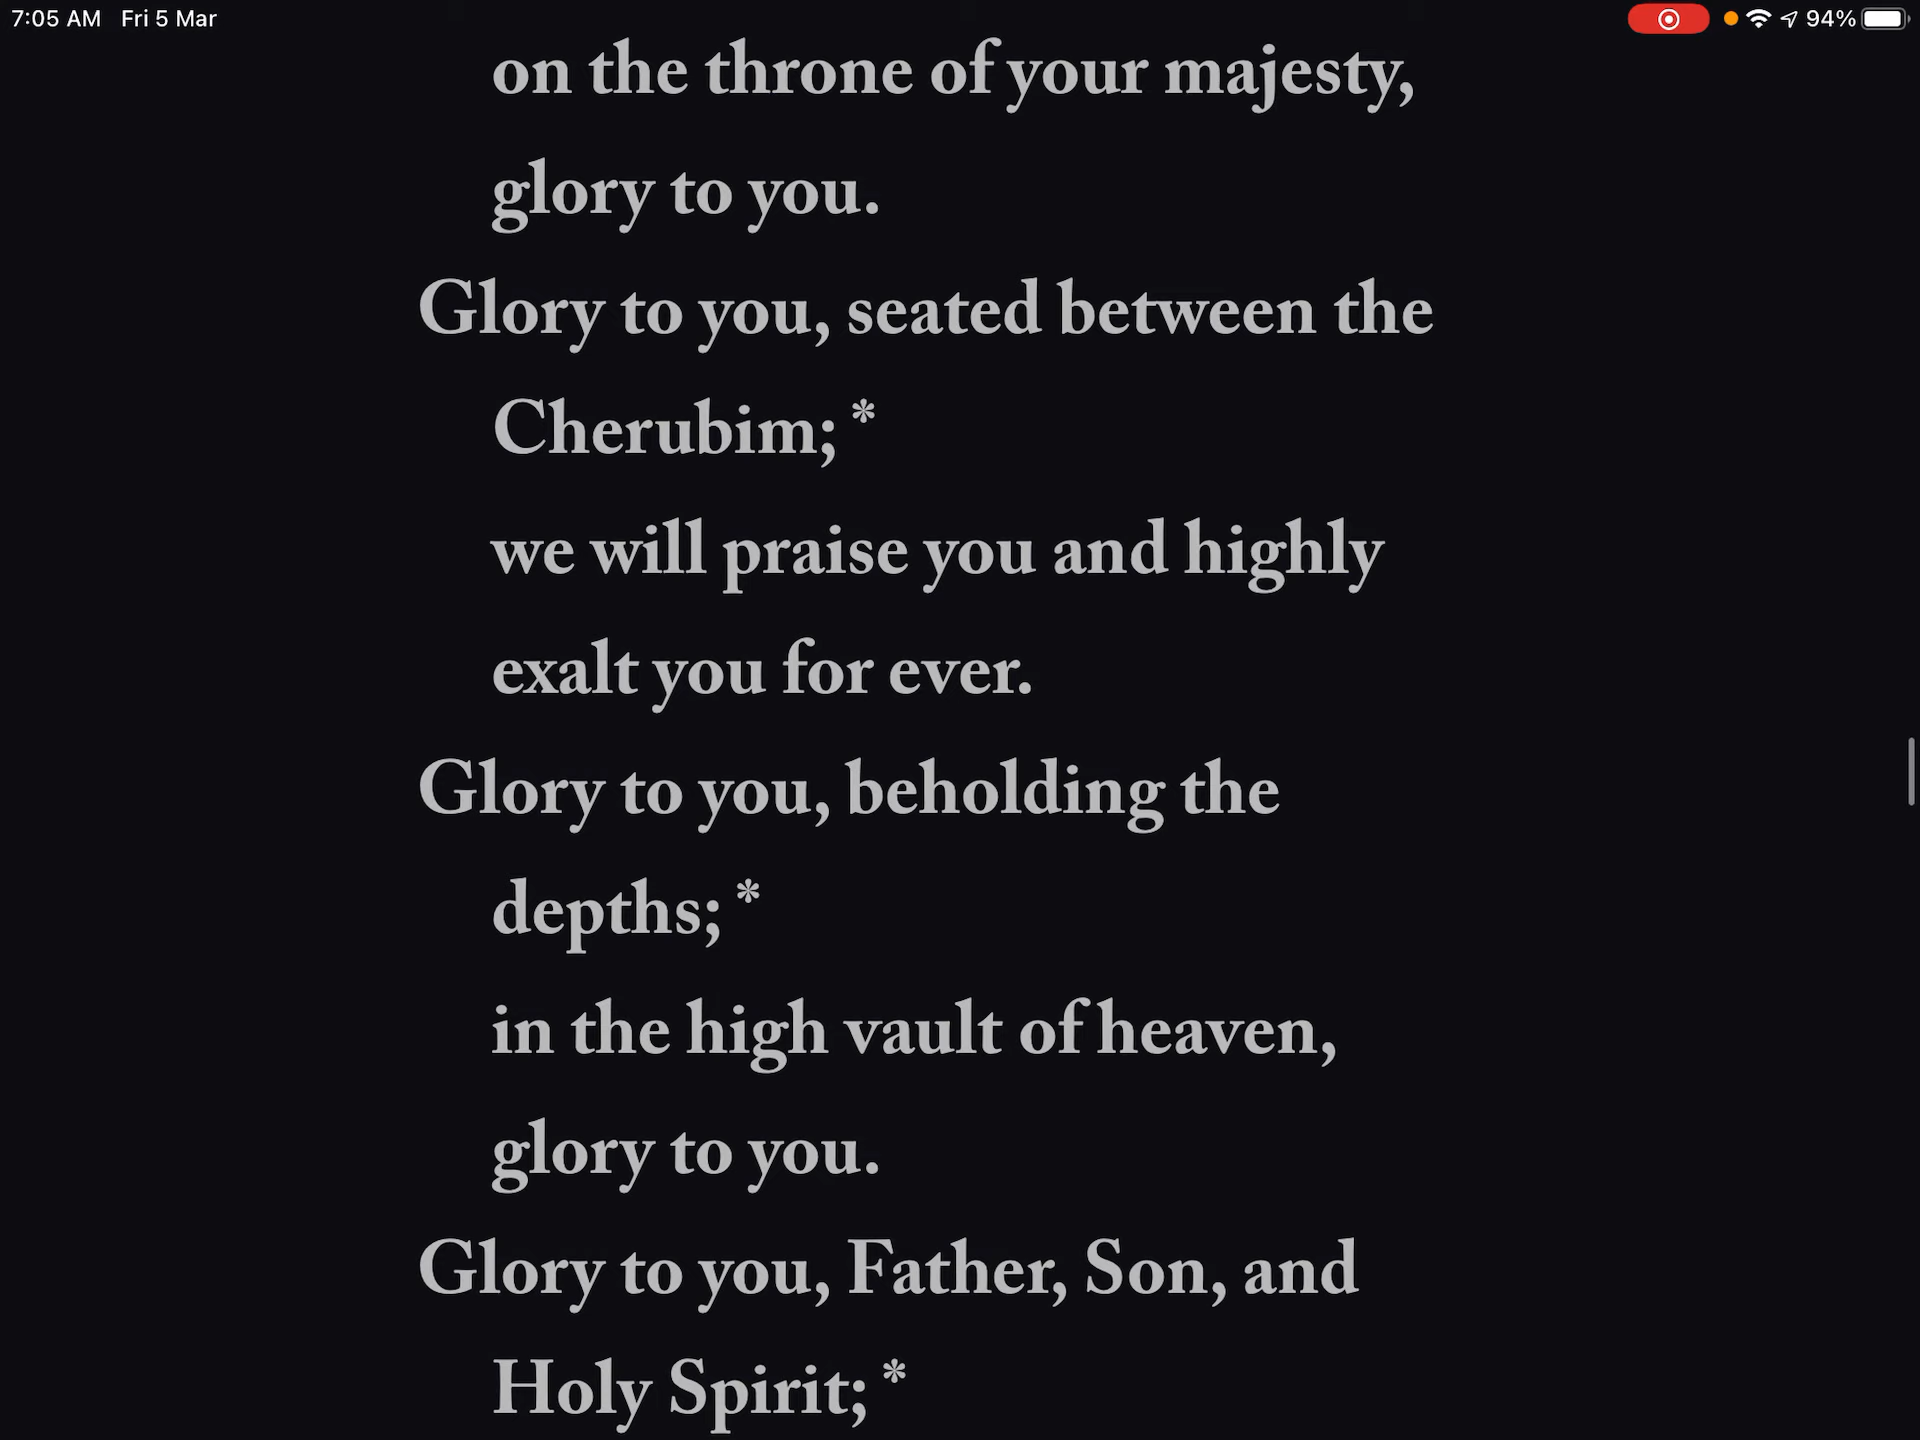 7:05 AM Fri 5 Mar 94%
on the throne of your majesty,
glory to you.
Glory to you, seated between the
Cherubim; *
we will praise you and highly
exalt you for ever.
Glory to you, beholding the
depths; *
in the high vault of heaven,
glory to you.
Glory to you, Father, Son, and
Holy Spirit; *